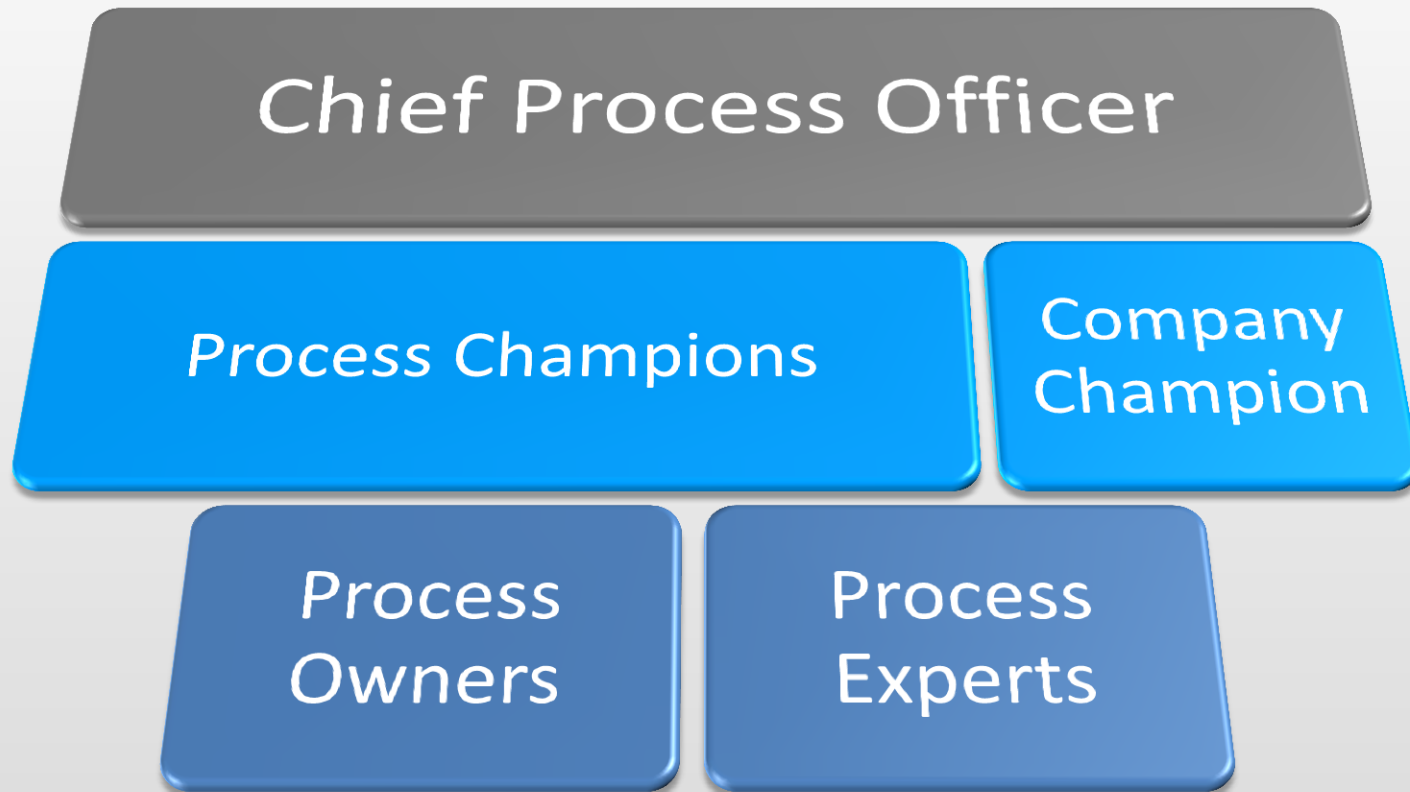 Chief Process Officer
Process Champions
Company
Champion
Process
Owners
Process
Experts